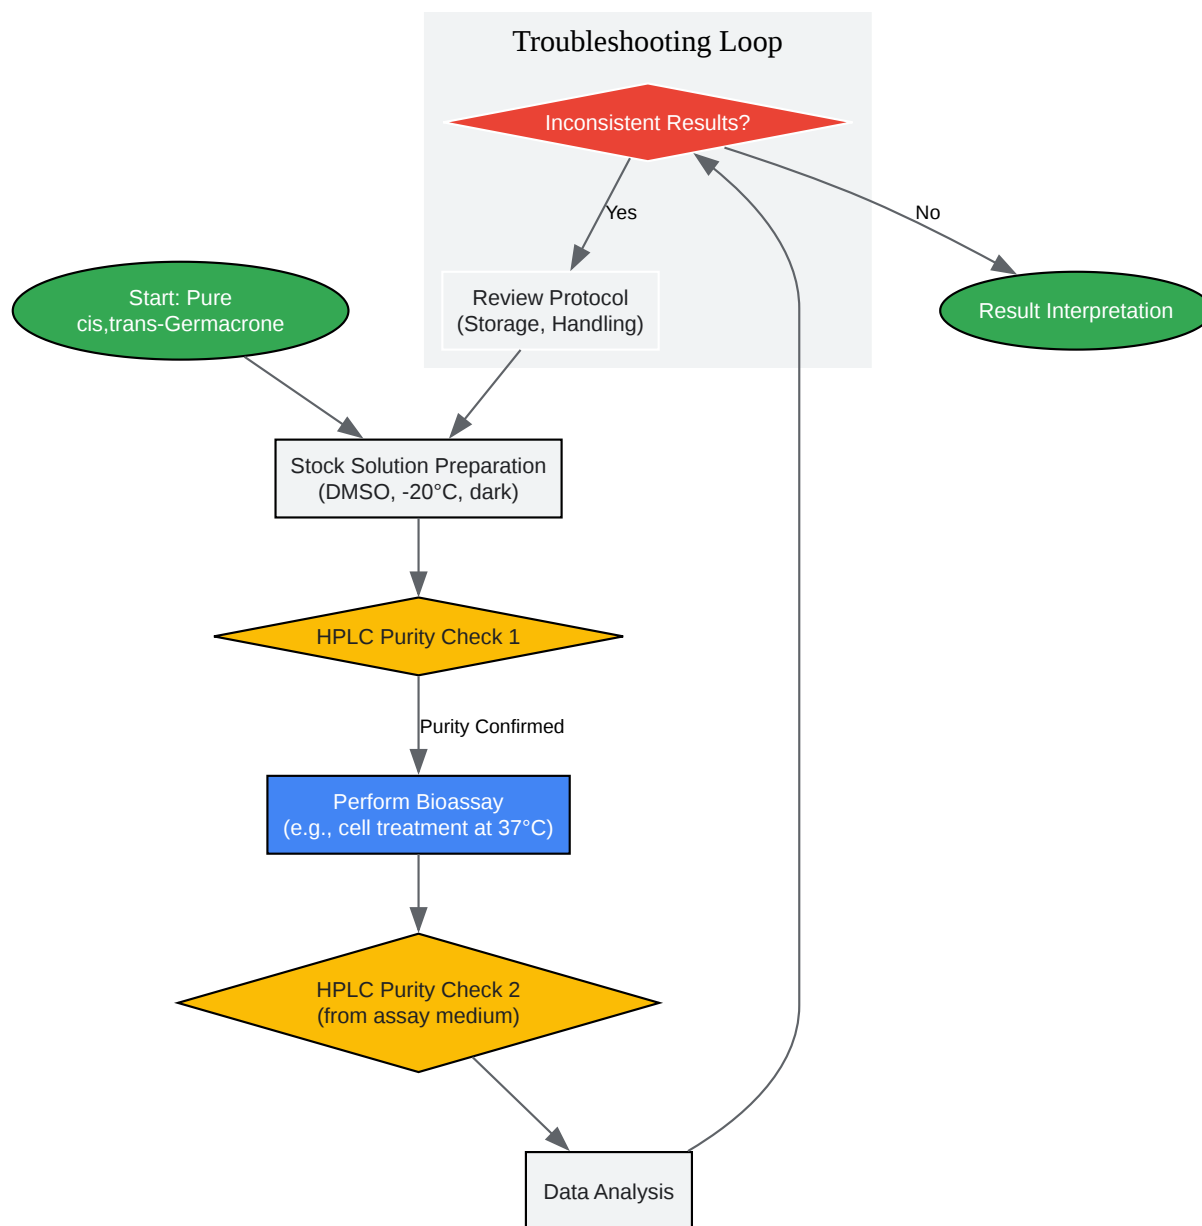 Troubleshooting Loop
Inconsistent Results?
Yes
No
Start: Pure
cis,trans-Germacrone
Review Protocol
(Storage, Handling)
Result Interpretation
Stock Solution Preparation
(DMSO, -20°C, dark)
HPLC Purity Check 1
Purity Confirmed
Perform Bioassay
(e.g., cell treatment at 37°C)
HPLC Purity Check 2
(from assay medium)
Data Analysis